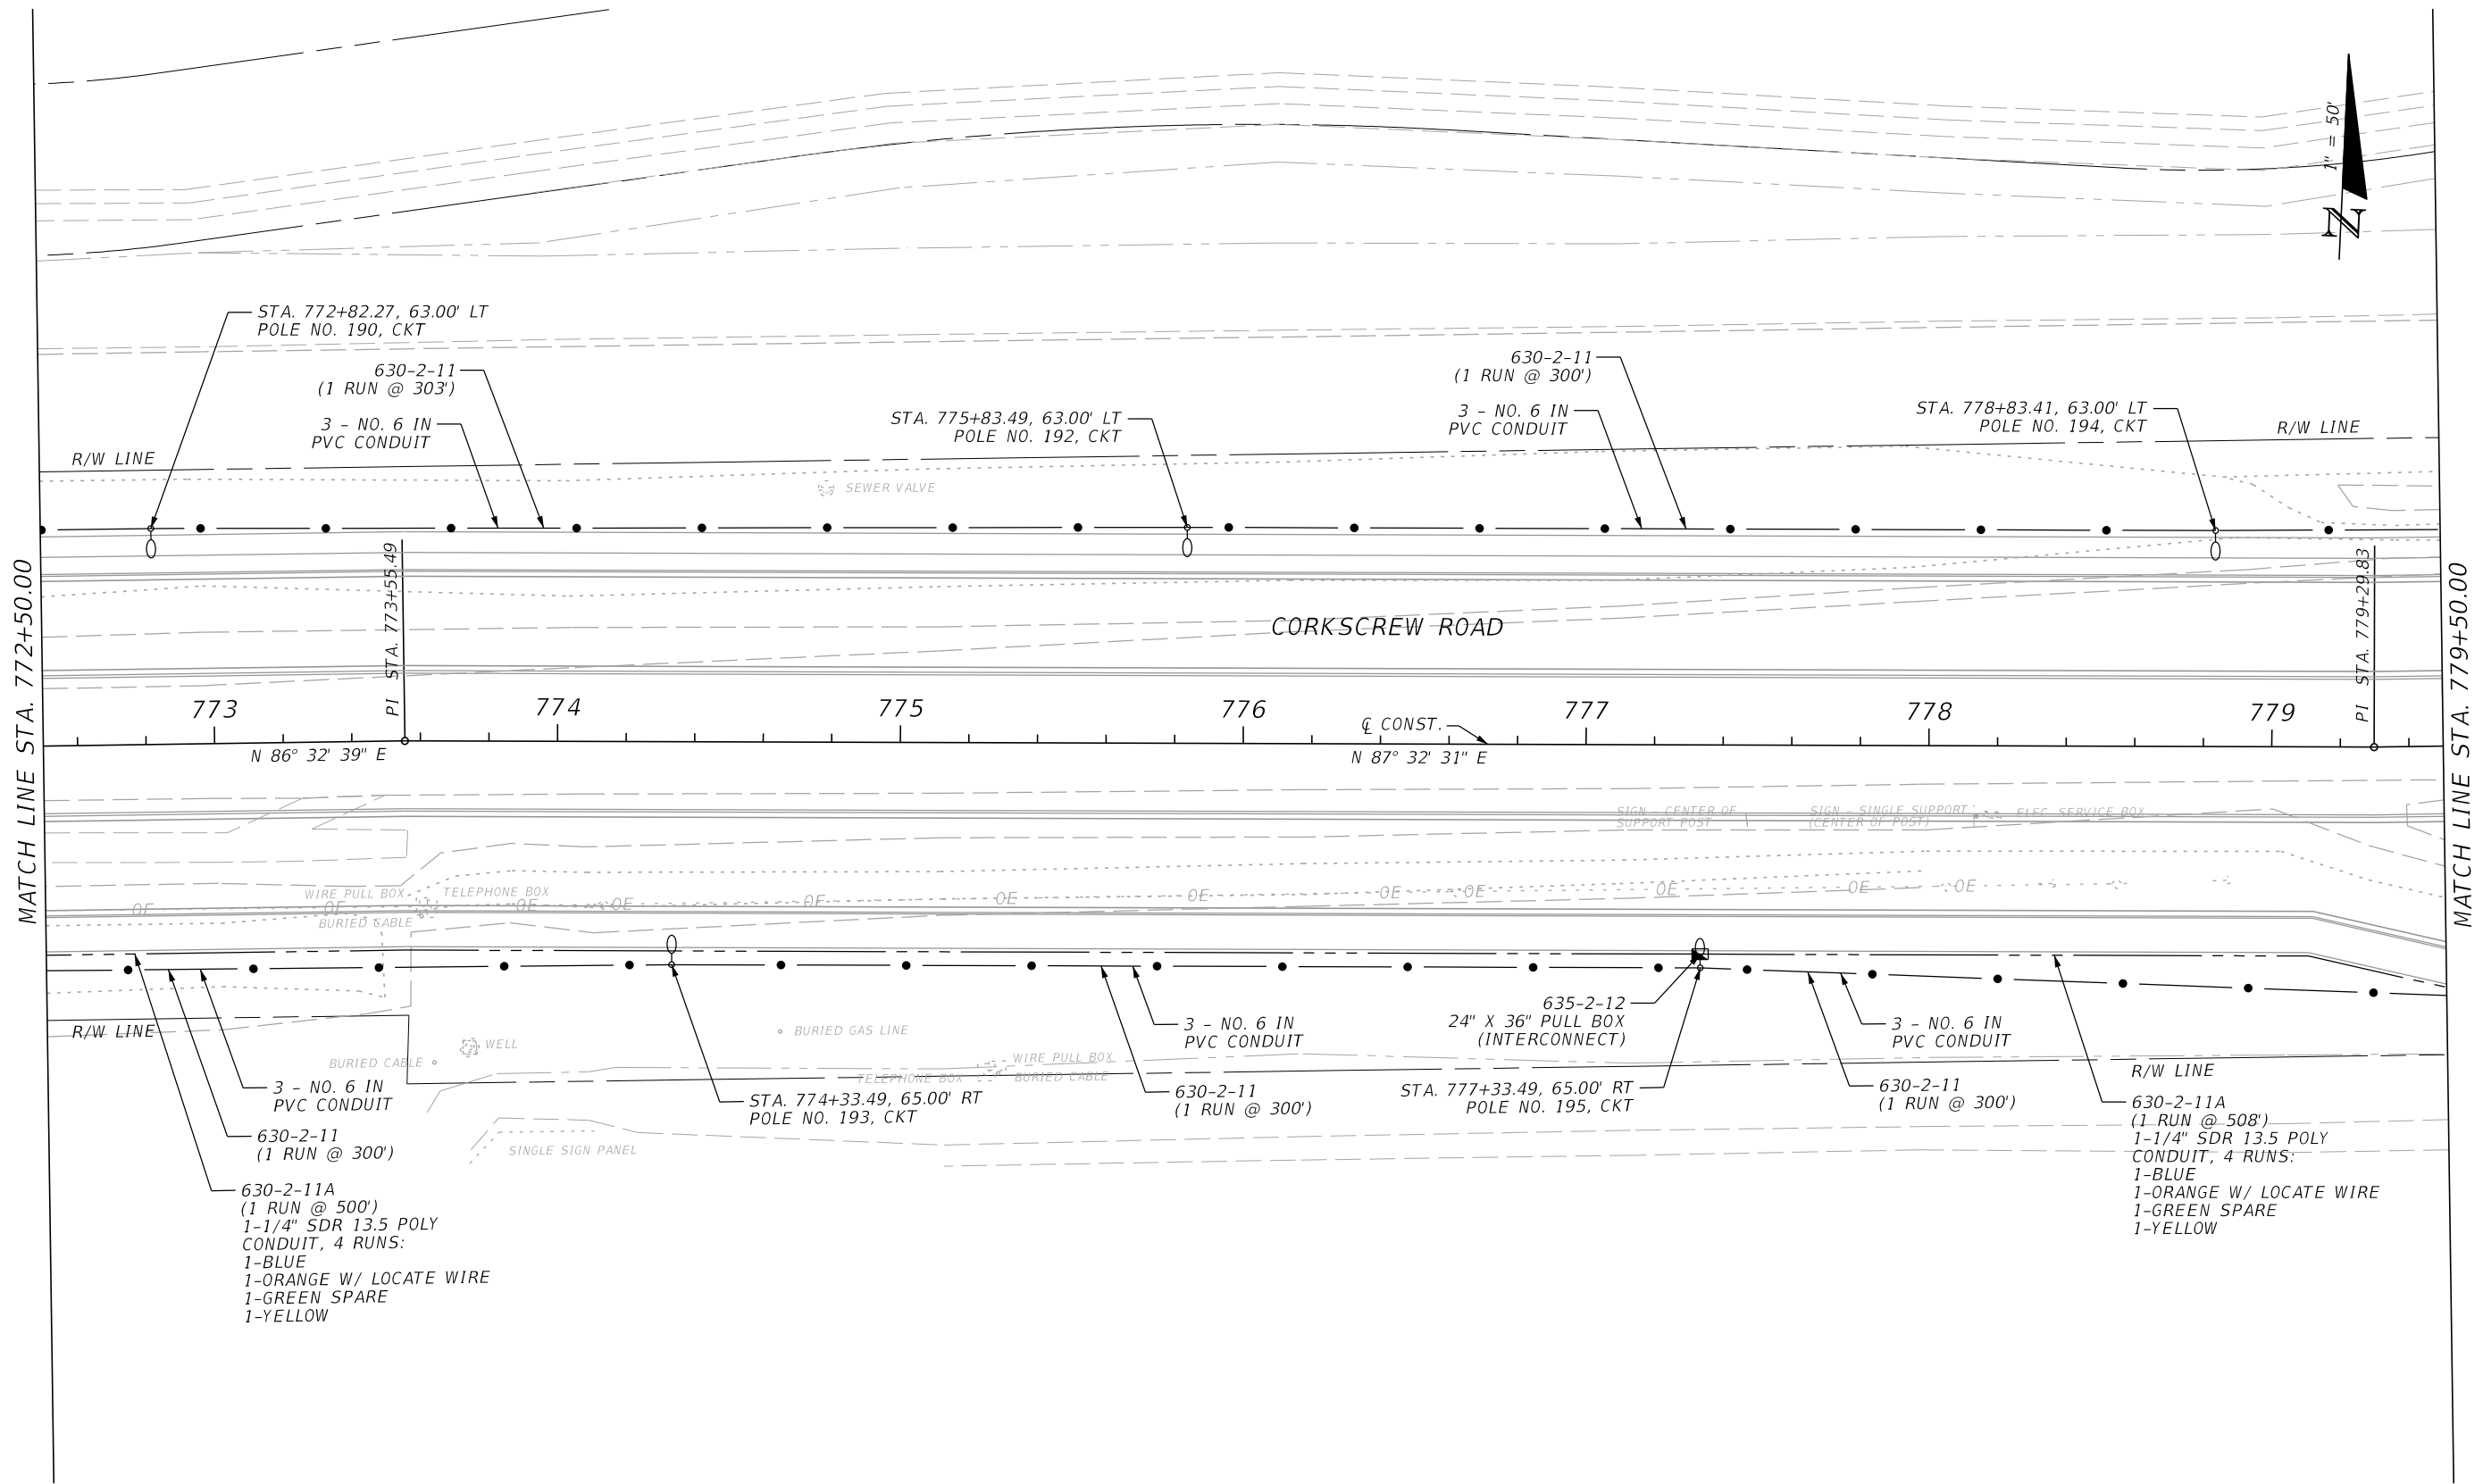 1" = 50'
N
STA. 772+82.27, 63.00' LT
POLE NO. 190, CKT
630-2-11
(1 RUN @ 303')
3 - NO. 6 IN
PVC CONDUIT
R/W LINE
STA. 775+83.49, 63.00' LT
POLE NO. 192, CKT
630-2-11
(1 RUN @ 300')
3 - NO. 6 IN
PVC CONDUIT
STA. 778+83.41, 63.00' LT
POLE NO. 194, CKT
R/W LINE
SEWER VALVE
MATCH LINE STA. 772+50.00
PI STA. 773+55.49
CORKSCREW ROAD
PI STA. 779+29.83
MATCH LINE STA. 779+50.00
773
774
775
776
777
778
779
℄ CONST.
N 86° 32' 39" E
N 87° 32' 31" E
SIGN - CENTER OF
SUPPORT POST
SIGN - SINGLE SUPPORT
(CENTER OF POST)
ELEC SERVICE BOX
WIRE PULL BOX
TELEPHONE BOX
BURIED CABLE
OE
OE
OE
OE
OE
OE
OE
OE
OE
OE
OE
OE
R/W LINE
BURIED CABLE
WELL
BURIED GAS LINE
WIRE PULL BOX
TELEPHONE BOX
BURIED CABLE
SINGLE SIGN PANEL
3 - NO. 6 IN
PVC CONDUIT
630-2-11
(1 RUN @ 300')
630-2-11A
(1 RUN @ 500')
1-1/4" SDR 13.5 POLY
CONDUIT, 4 RUNS:
1-BLUE
1-ORANGE W/ LOCATE WIRE
1-GREEN SPARE
1-YELLOW
STA. 774+33.49, 65.00' RT
POLE NO. 193, CKT
3 - NO. 6 IN
PVC CONDUIT
630-2-11
(1 RUN @ 300')
635-2-12
24" X 36" PULL BOX
(INTERCONNECT)
STA. 777+33.49, 65.00' RT
POLE NO. 195, CKT
3 - NO. 6 IN
PVC CONDUIT
630-2-11
(1 RUN @ 300')
R/W LINE
630-2-11A
(1 RUN @ 508')
1-1/4" SDR 13.5 POLY
CONDUIT, 4 RUNS:
1-BLUE
1-ORANGE W/ LOCATE WIRE
1-GREEN SPARE
1-YELLOW